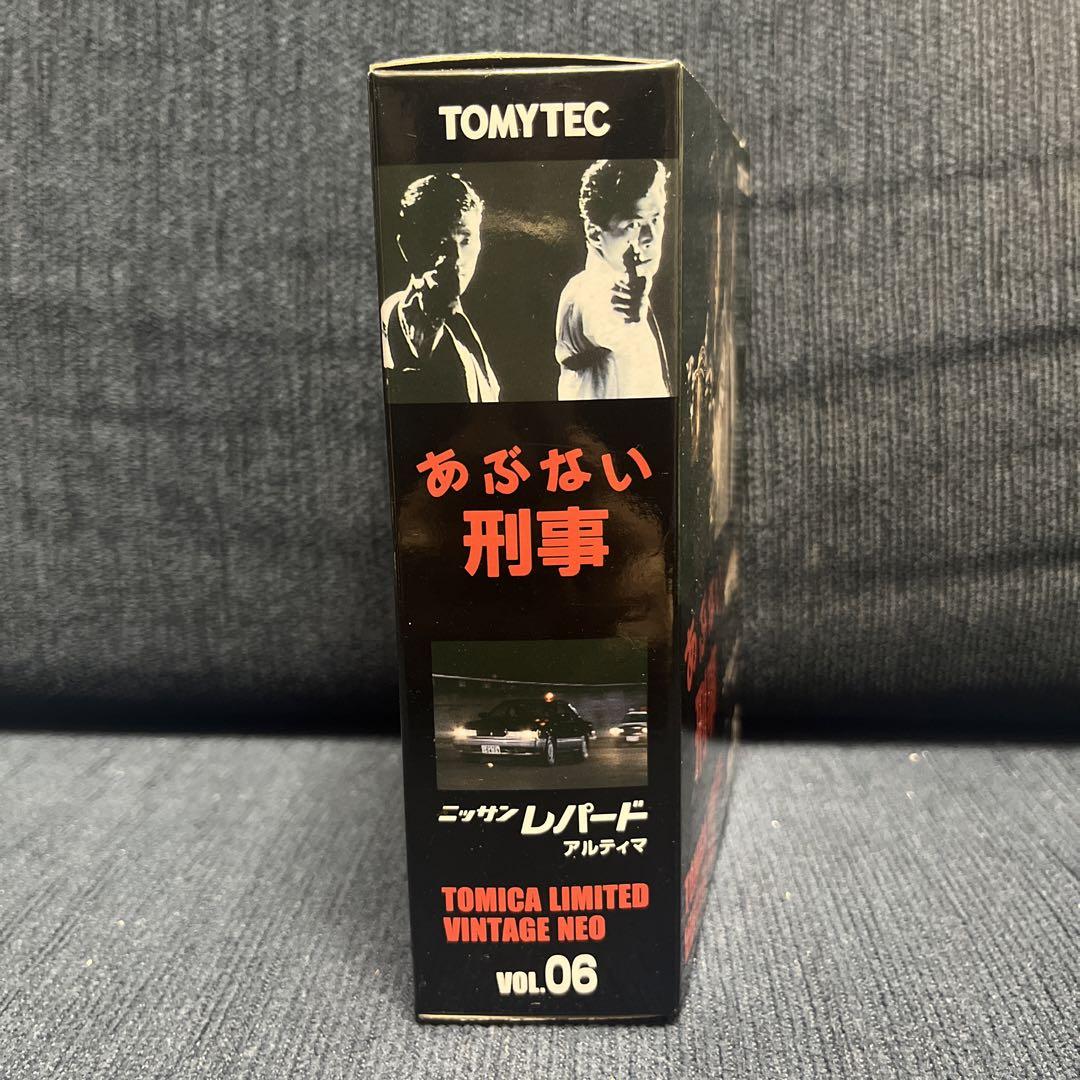 TOMYTEC
あぶない
刑事
ニッサン レパード
アルティマ
TOMICA LIMITED
VINTAGE NEO
VOL.06